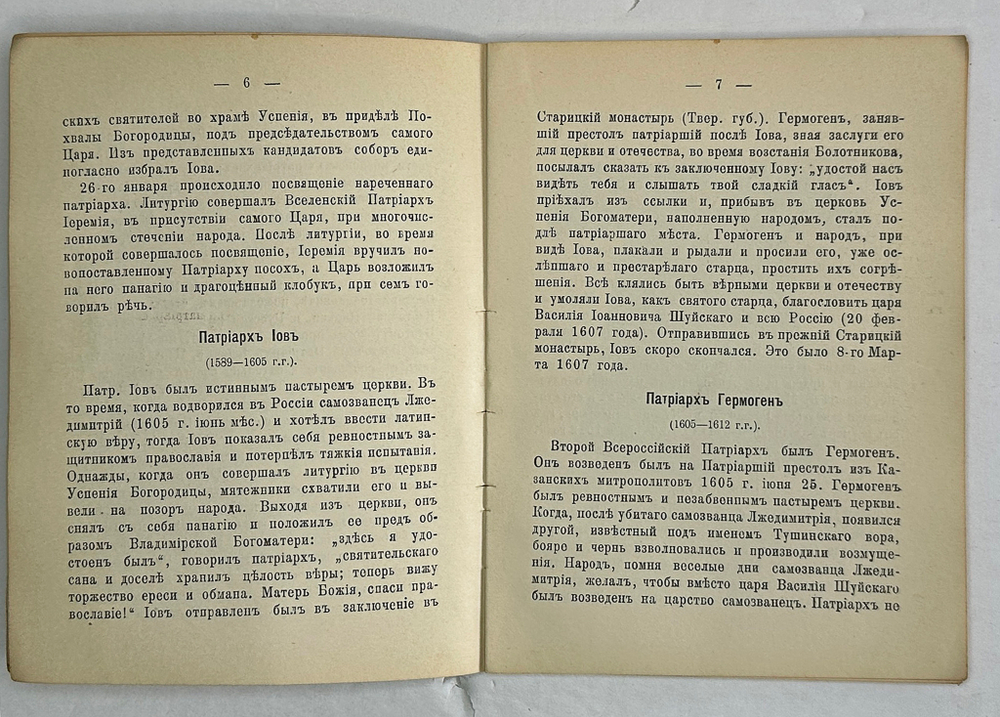 — 6 —
скихъ святителей во храмѣ Успенія, въ придѣлѣ По-
хвалы Богородицы, подъ предсѣдательствомъ самого
Царя. Изъ представленныхъ кандидатовъ соборъ еди-
погласно избралъ Іова.
26-го января происходило посвященіе нареченнаго
патріарха. Литургію совершалъ Вселенскій Патріархъ
Іеремія, въ присутствіи самого Царя, при многочис-
ленномъ стеченіи народа. Послѣ литургіи, во время
которой совершалось посвященіе, Іеремія вручилъ но-
вопоставленному Патріарху посохъ, а Царь возложилъ
на него панагію и драгоцѣнный клобукъ, при семъ го-
ворилъ рѣчь.
Патріархъ Іовъ
(1589—1605 г.г.).
Патр. Іовъ былъ истиннымъ пастыремъ церкви. Въ
то время, когда водворился въ Россіи самозванецъ Лже-
димитрій (1605 г. іюнь мѣс.) и хотѣлъ ввести латин-
скую вѣру, тогда Іовъ показалъ себя ревностнымъ за-
щитникомъ православія и потерпѣлъ тяжкія испытанія.
Однажды, когда онъ совершалъ литургію въ церкви
Успенія Богородицы, мятежники схватили его и вы-
вели на позоръ народа. Выходя изъ церкви, онъ
снялъ съ себя панагію и положилъ ее предъ об-
разомъ Владимірской Богоматери: „здѣсь я удо-
стоенъ былъ“, говорилъ патріархъ, „святительскаго
сана и доселѣ хранилъ цѣлость вѣры; теперь вижу
торжество ереси и обмана. Матерь Божія, спаси пра-
вославіе!“ Іовъ отправленъ былъ въ заключеніе въ
— 7 —
Старицкій монастырь (Твер. губ.). Гермогенъ, заняв-
шій престолъ патріаршій послѣ Іова, зная заслуги его
для церкви и отечества, во время возстанія Болотникова,
посылалъ сказать къ заключенному Іову: „удостой насъ
видѣть тебя и слышать твой сладкій гласъ“. Іовъ
пріѣхалъ изъ ссылки и, прибывъ въ церковь Ус-
пенія Богоматери, наполненную народомъ, сталъ по-
длѣ патріаршаго мѣста. Гермогенъ и народъ, при
видѣ Іова, плакали и рыдали и просили его, уже ос-
лѣпшаго и престарѣлаго старца, простить ихъ согрѣ-
шенія. Всѣ клялись быть вѣрными церкви и отечеству
и умоляли Іова, какъ святого старца, благословить царя
Василія Іоанновича Шуйскаго и всю Россію (20 фев-
раля 1607 года). Отправившись въ прежній Старицкій
монастырь, Іовъ скоро скончался. Это было 8-го Мар-
та 1607 года.
Патріархъ Гермогенъ
(1605—1612 г.г.).
Второй Всероссійскій Патріархъ былъ Гермогенъ.
Онъ возведенъ былъ на Патріаршій престолъ изъ Ка-
занскихъ митрополитовъ 1605 г. іюня 25. Гермогенъ
былъ ревностнымъ и незабвеннымъ пастыремъ церкви.
Когда, послѣ убитаго самозванца Лжедимитрія, появился
другой, извѣстный подъ именемъ Тушинскаго вора,
бояре и чернь взволновались и производили возмуще-
нія. Народъ, помня веселые дни самозванца Лжеди-
митрія, желалъ, чтобы вмѣсто царя Василія Шуйскаго
былъ возведенъ на царство самозванецъ. Патріархъ не